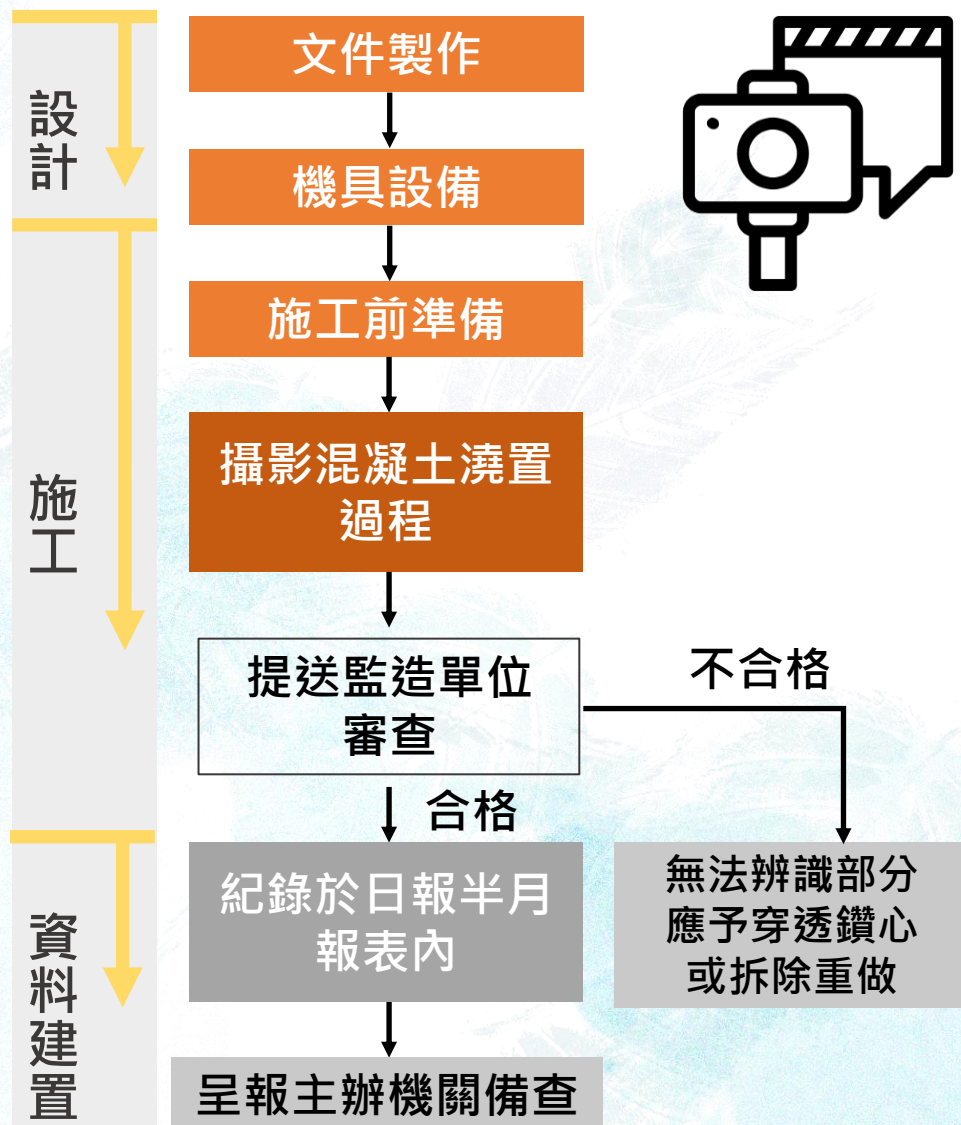 設計
文件製作
機具設備
施工
施工前準備
攝影混凝土澆置
過程
提送監造單位
審查
不合格
合格
資料建置
紀錄於日報半月
報表內
無法辨識部分
應予穿透鑽心
或拆除重做
呈報主辦機關備查